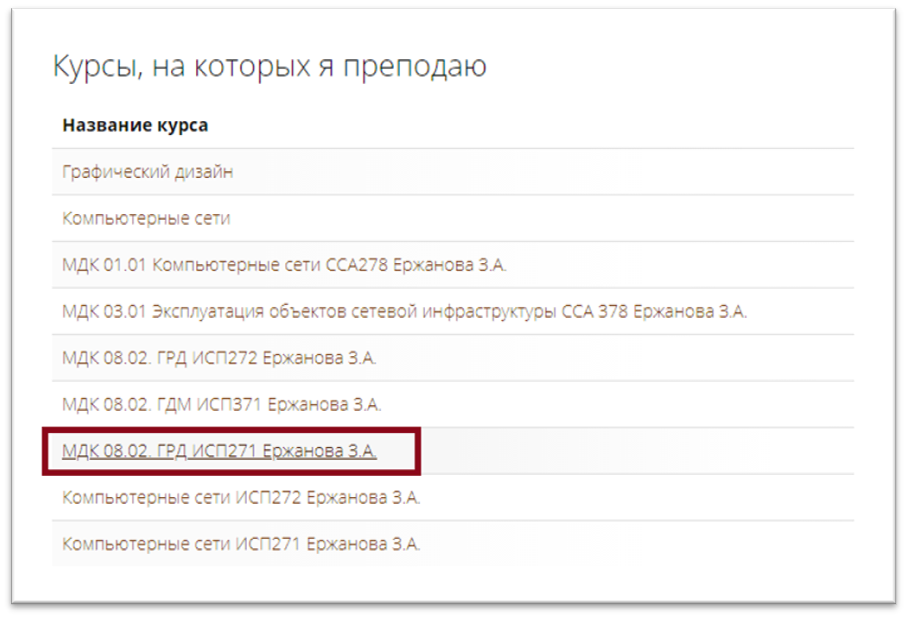 Курсы, на которых я преподаю
Название курса
Графический дизайн
Компьютерные сети
МДК 01.01 Компьютерные сети ССА278 Ержанова З.А.
МДК 03.01 Эксплуатация объектов сетевой инфраструктуры ССА 378 Ержанова З.А.
МДК 08.02. ГРД ИСП272 Ержанова З.А.
МДК 08.02. ГДМ ИСП371 Ержанова З.А.
МДК 08.02. ГРД ИСП271 Ержанова З.А.
Компьютерные сети ИСП272 Ержанова З.А.
Компьютерные сети ИСП271 Ержанова З.А.